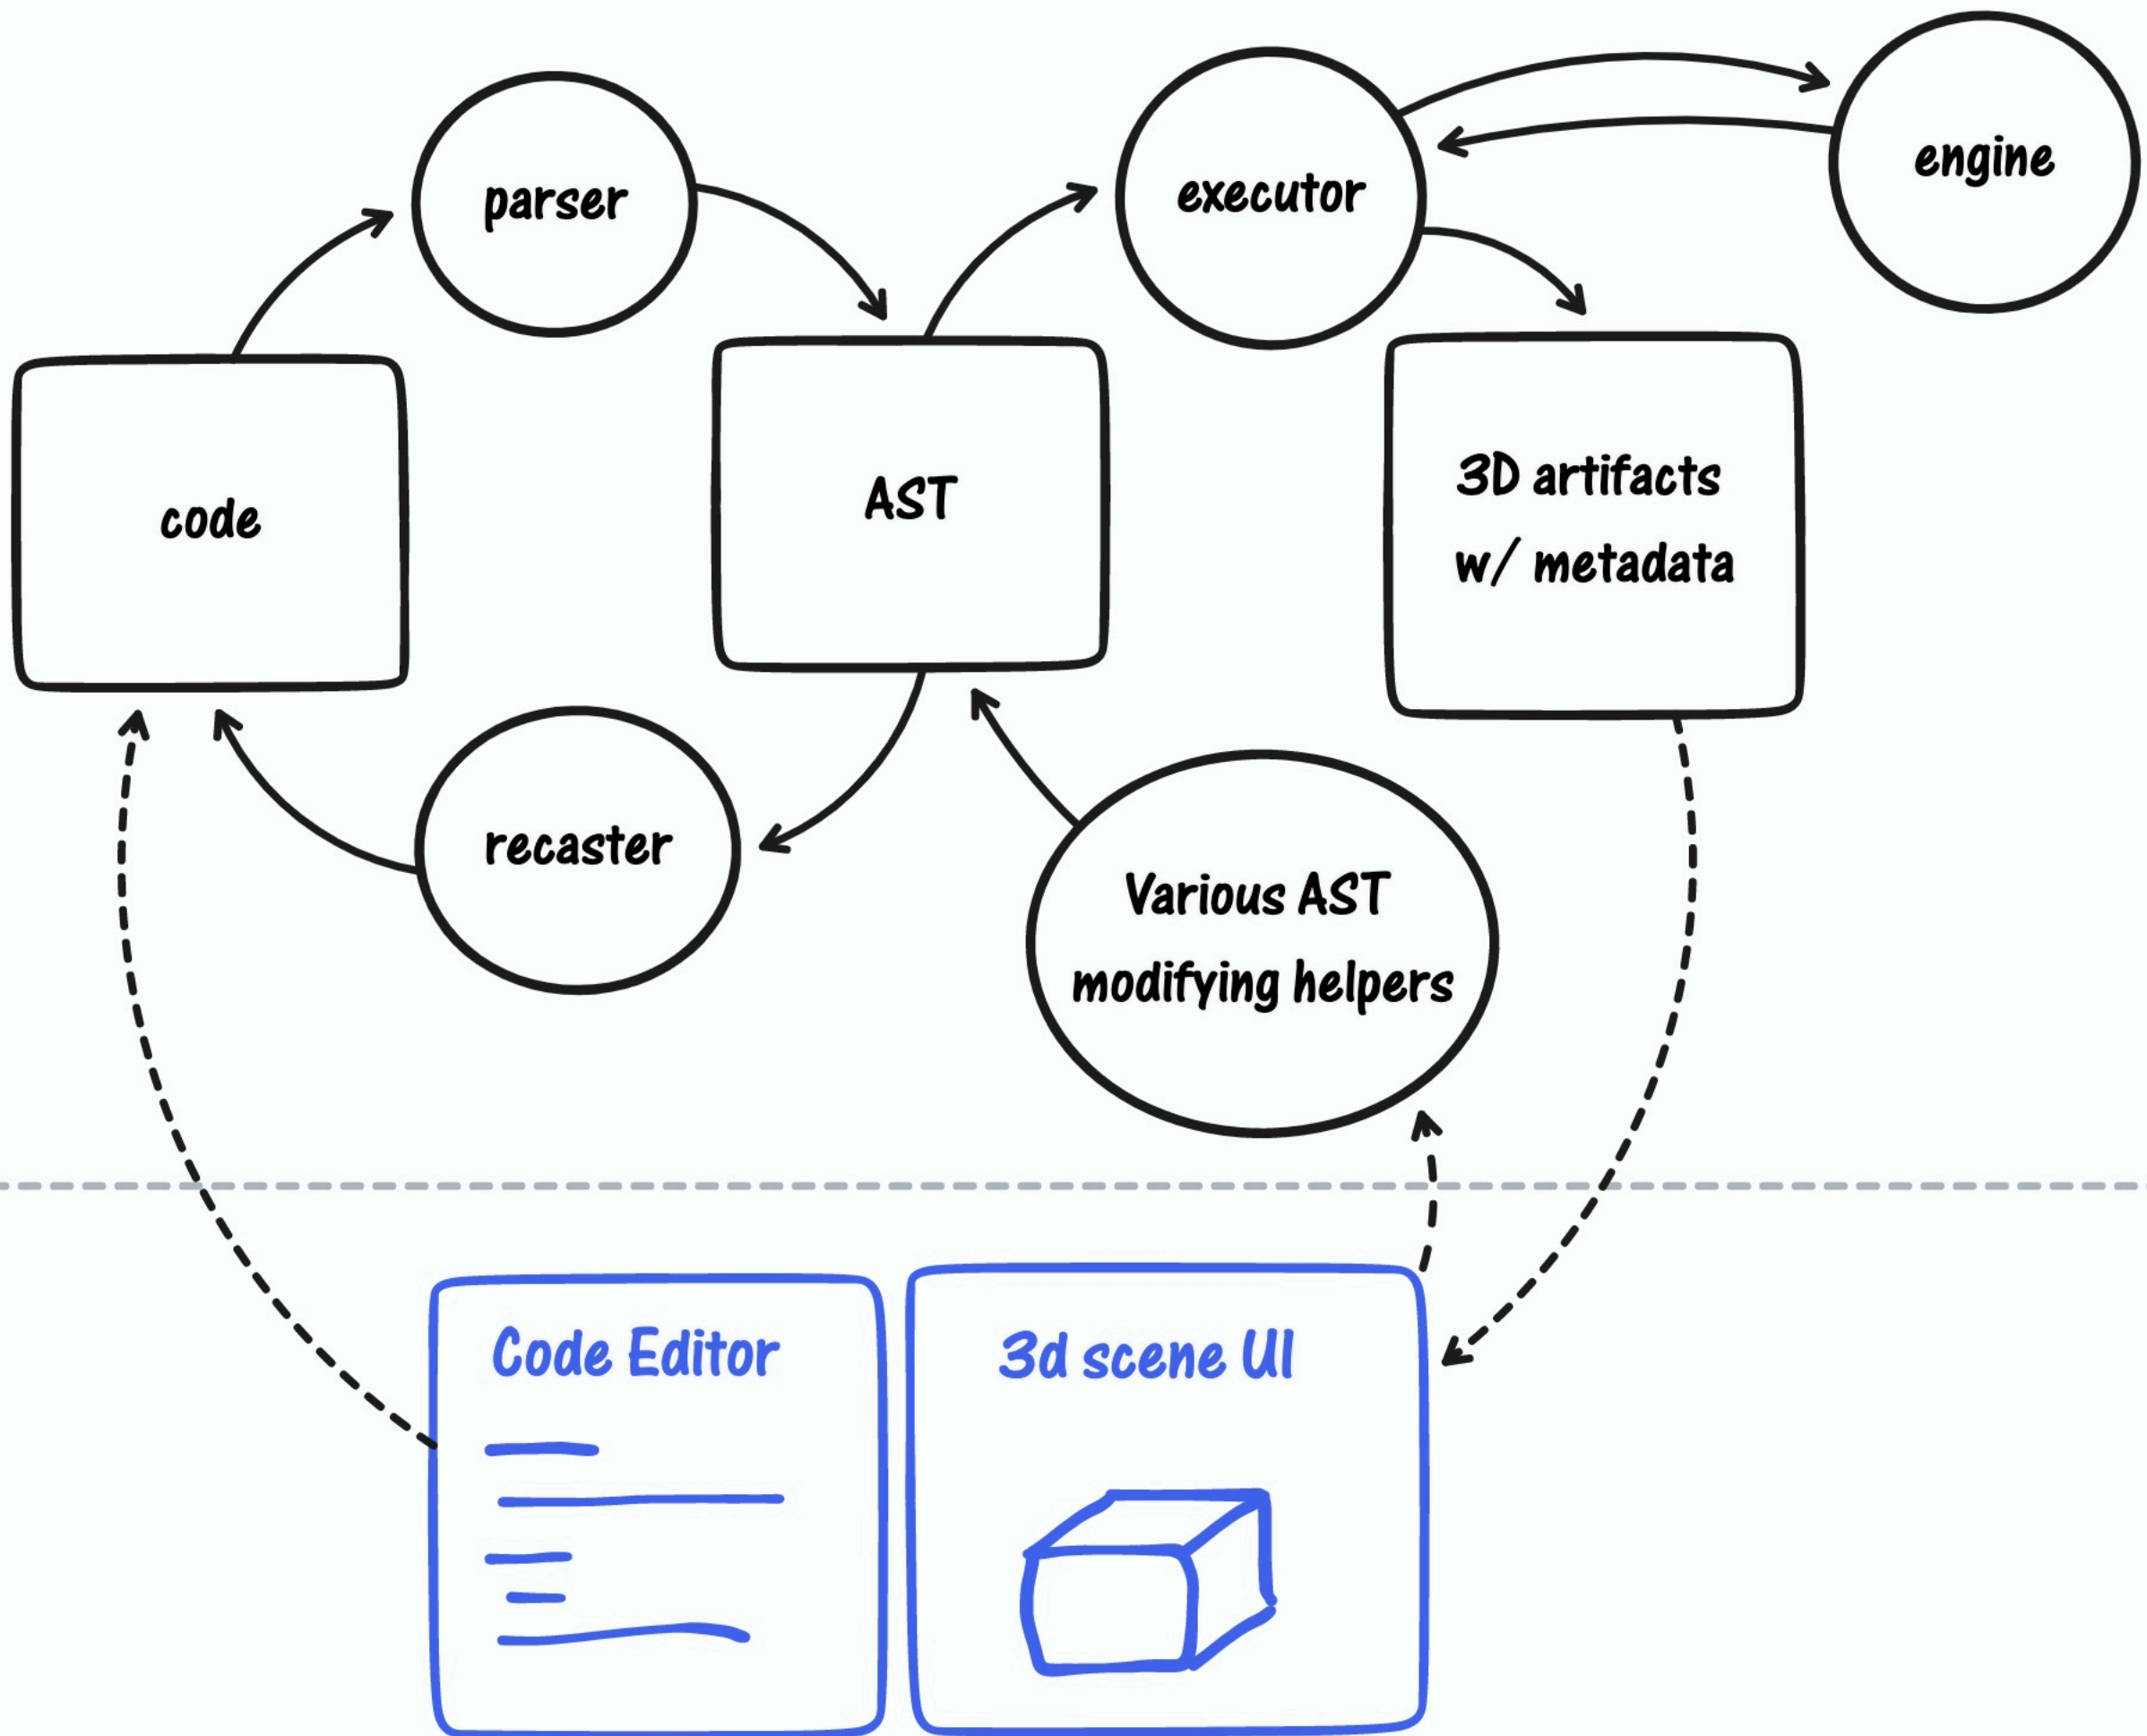 parser
executor
engine
code
AST
3D artifacts
w/ metadata
recaster
Various AST
modifying helpers
Code Editor
3d scene UI